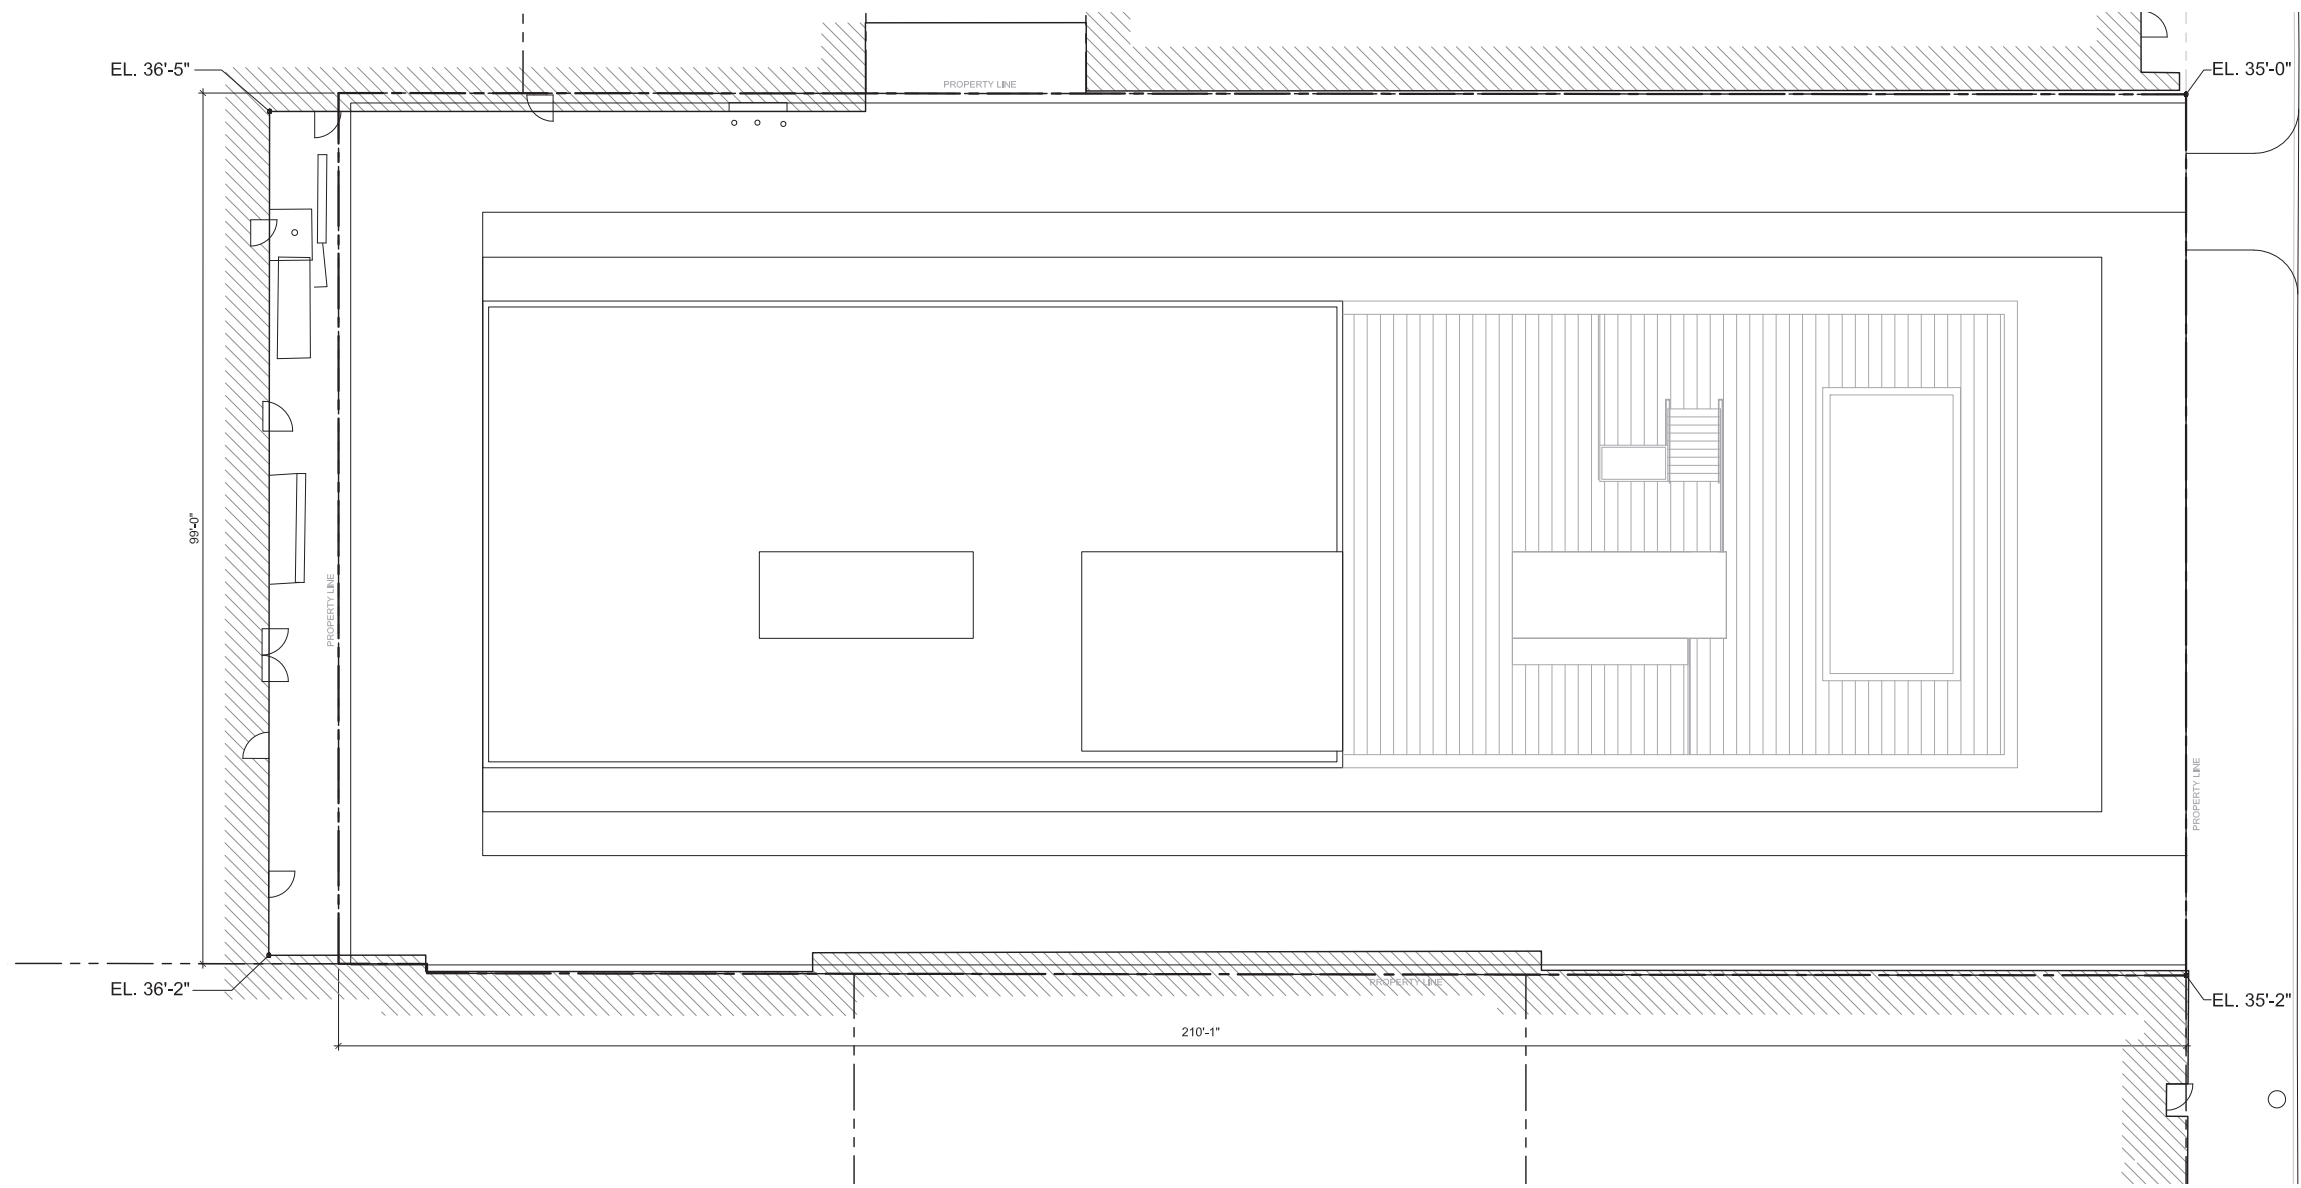 EL. 36'-5"
EL. 35'-0"
PROPERTY LINE
99'-0"
PROPERTY LINE
PROPERTY LINE
PROPERTY LINE
EL. 36'-2"
EL. 35'-2"
210'-1"